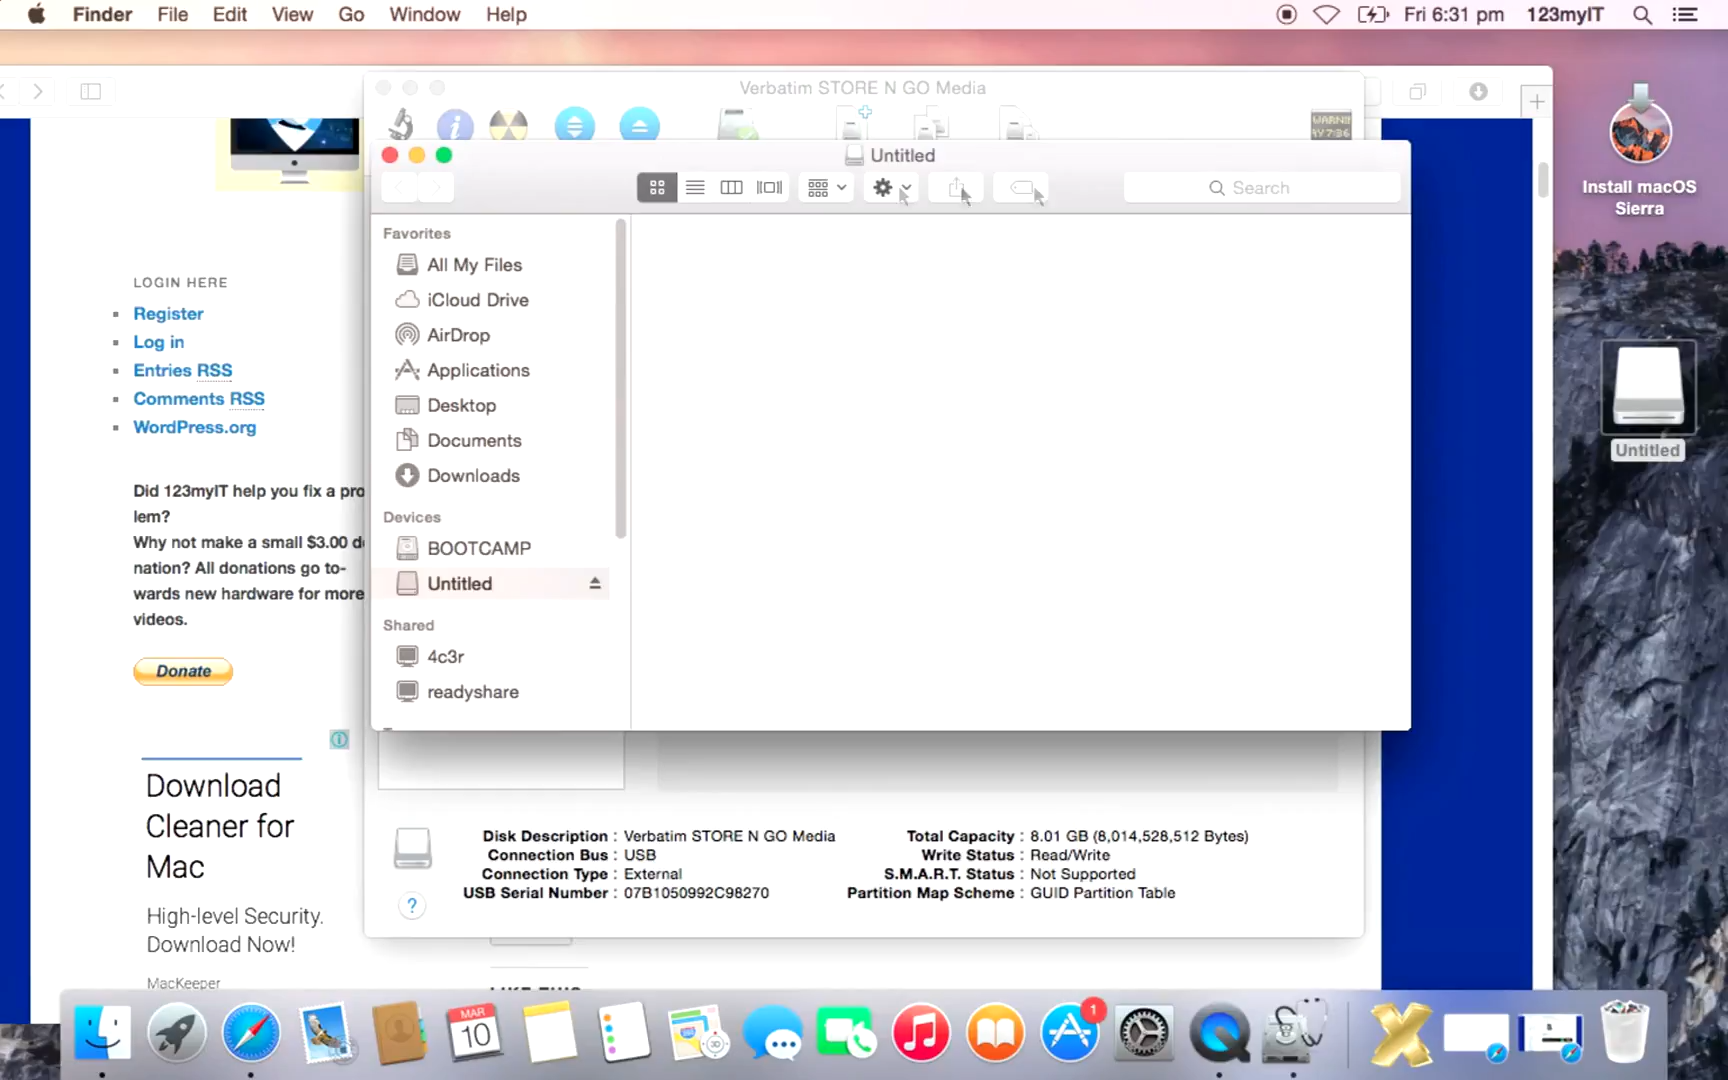 Finder File Edit View Go Window Help
Fri 6:31 pm 123myIT
Verbatim STORE N GO Media
Untitled
Search
Favorites
All My Files
iCloud Drive
AirDrop
Applications
Desktop
Documents
Downloads
Devices
BOOTCAMP
Untitled
Shared
4c3r
readyshare
LOGIN HERE
Register
Log in
Entries RSS
Comments RSS
WordPress.org
Did 123myIT help you fix a pro
lem?
Why not make a small $3.00 d
nation? All donations go to-
wards new hardware for more
videos.
Donate
Download
Cleaner for
Mac
High-level Security.
Download Now!
MacKeeper
Disk Description : Verbatim STORE N GO Media
Connection Bus : USB
Connection Type : External
USB Serial Number : 07B1050992C98270
Total Capacity : 8.01 GB (8,014,528,512 Bytes)
Write Status : Read/Write
S.M.A.R.T. Status : Not Supported
Partition Map Scheme : GUID Partition Table
?
Install macOS
Sierra
Untitled
MAR
10
1